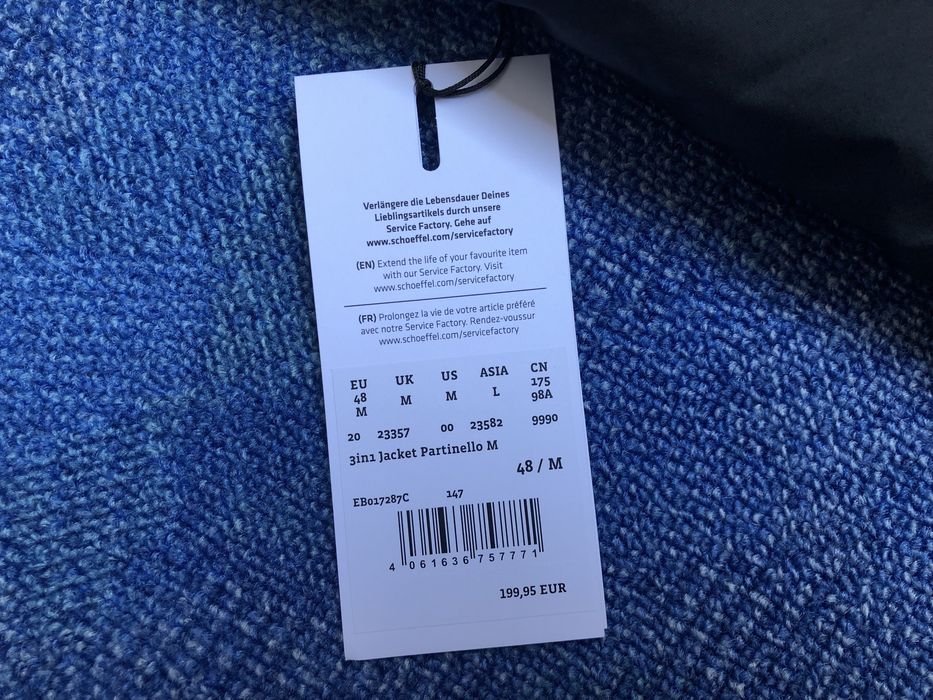 Verlängere die Lebensdauer Deines
Lieblingsartikels durch unsere
Service Factory. Gehe auf
www.schoeffel.com/servicefactory
(EN) Extend the life of your favourite item
with our Service Factory. Visit
www.schoeffel.com/servicefactory
(FR) Prolongez la vie de votre article préféré
avec notre Service Factory. Rendez-voussur
www.schoeffel.com/servicefactory
EU UK US ASIA CN
48 M M L 175
M 98A
20 23357 00 23582 9990
3in1 Jacket Partinello M
48 / M
EB017287C 147
4 061636 757771
199,95 EUR